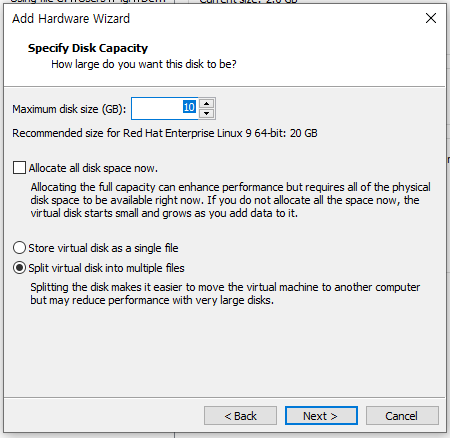 Current size: 2.0 GB
Add Hardware Wizard
Specify Disk Capacity
How large do you want this disk to be?
Maximum disk size (GB): 10
Recommended size for Red Hat Enterprise Linux 9 64-bit: 20 GB
Allocate all disk space now.
Allocating the full capacity can enhance performance but requires all of the physical
disk space to be available right now. If you do not allocate all the space now, the
virtual disk starts small and grows as you add data to it.
Store virtual disk as a single file
Split virtual disk into multiple files
Splitting the disk makes it easier to move the virtual machine to another computer
but may reduce performance with very large disks.
< Back
Next >
Cancel